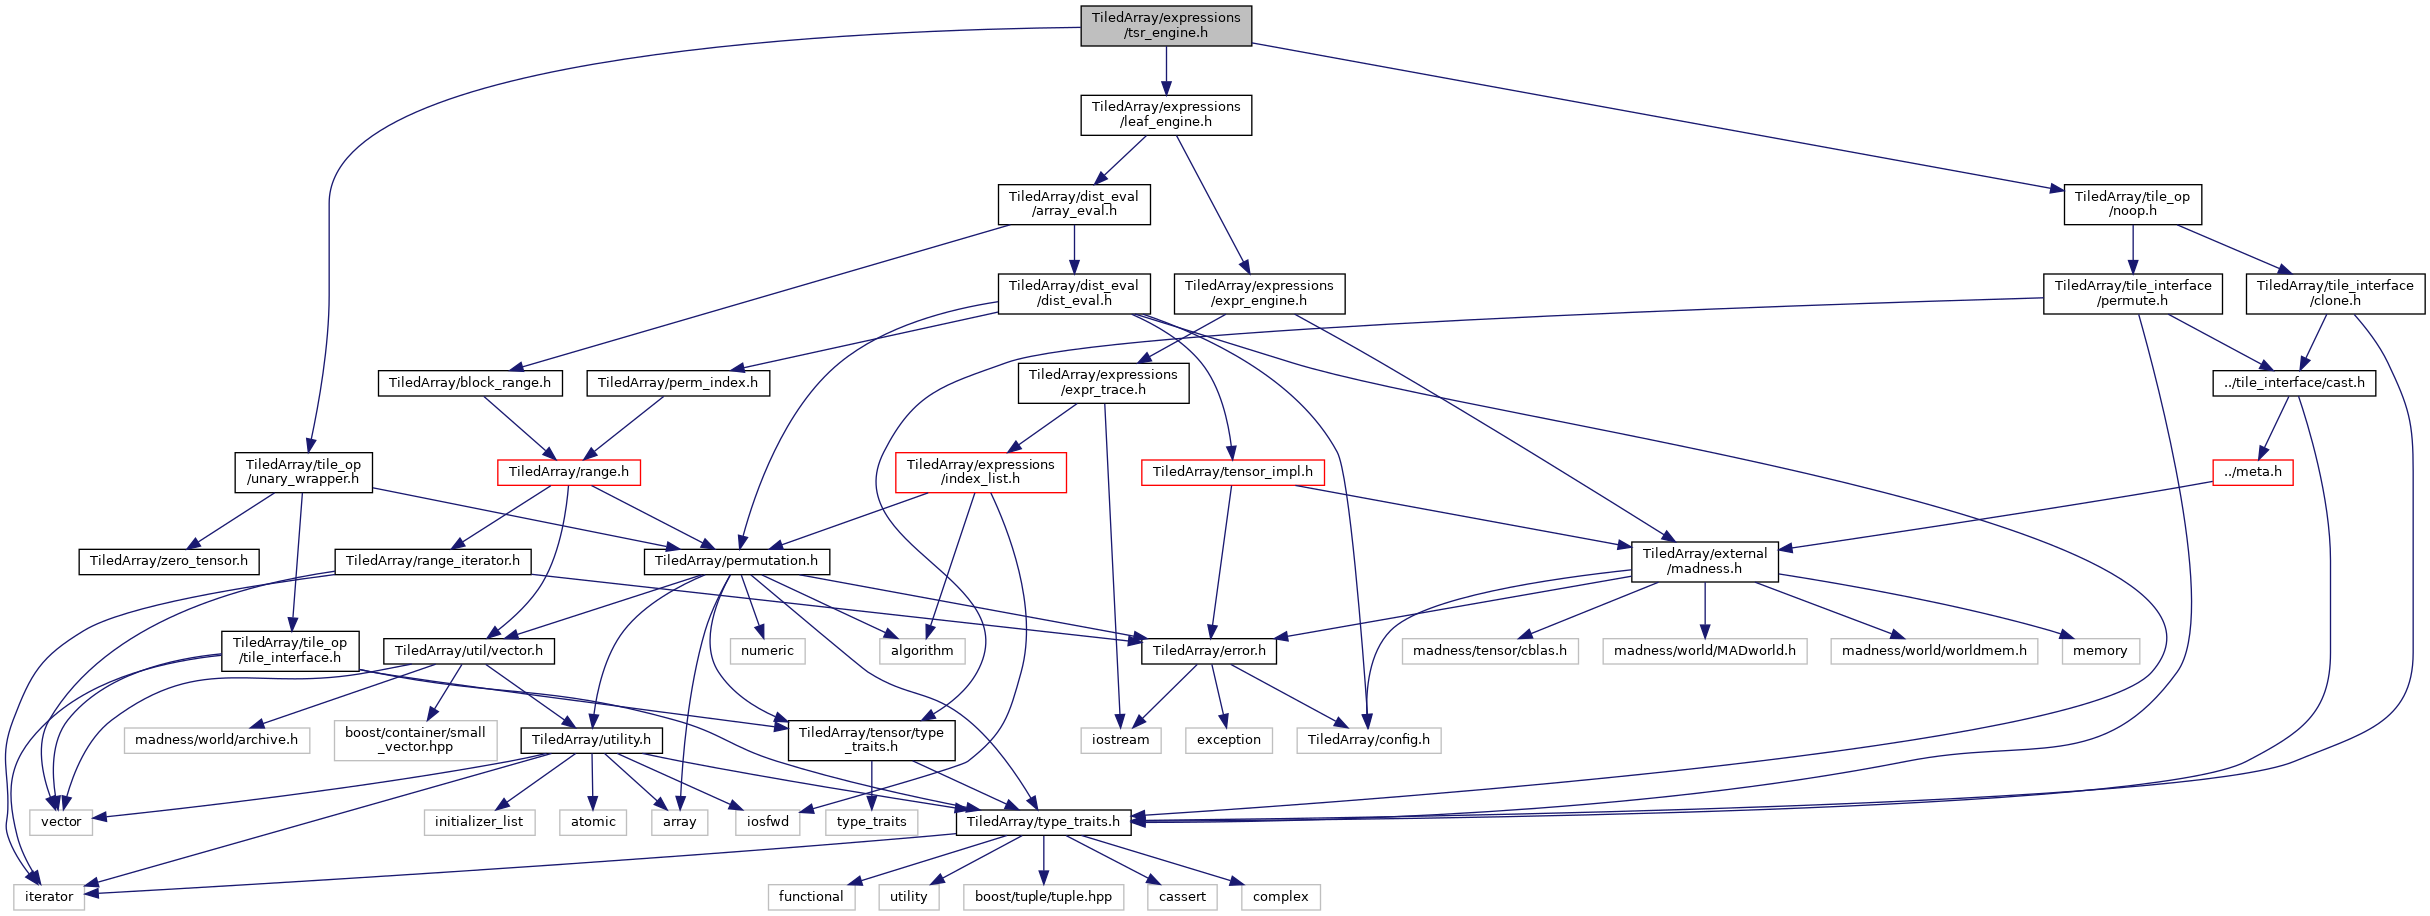 TiledArray/expressions
/tsr_engine.h
TiledArray/expressions
/leaf_engine.h
TiledArray/dist_eval
/array_eval.h
TiledArray/tile_op
/noop.h
TiledArray/dist_eval
/dist_eval.h
TiledArray/expressions
/expr_engine.h
TiledArray/tile_interface
/permute.h
TiledArray/tile_interface
/clone.h
TiledArray/block_range.h
TiledArray/perm_index.h
TiledArray/expressions
/expr_trace.h
../tile_interface/cast.h
TiledArray/tile_op
/unary_wrapper.h
TiledArray/range.h
TiledArray/expressions
/index_list.h
TiledArray/tensor_impl.h
../meta.h
TiledArray/zero_tensor.h
TiledArray/range_iterator.h
TiledArray/permutation.h
TiledArray/external
/madness.h
TiledArray/tile_op
/tile_interface.h
TiledArray/util/vector.h
numeric
algorithm
TiledArray/error.h
madness/tensor/cblas.h
madness/world/MADworld.h
madness/world/worldmem.h
memory
madness/world/archive.h
boost/container/small
_vector.hpp
TiledArray/utility.h
TiledArray/tensor/type
_traits.h
iostream
exception
TiledArray/config.h
vector
initializer_list
atomic
array
iosfwd
type_traits
TiledArray/type_traits.h
iterator
functional
utility
boost/tuple/tuple.hpp
cassert
complex